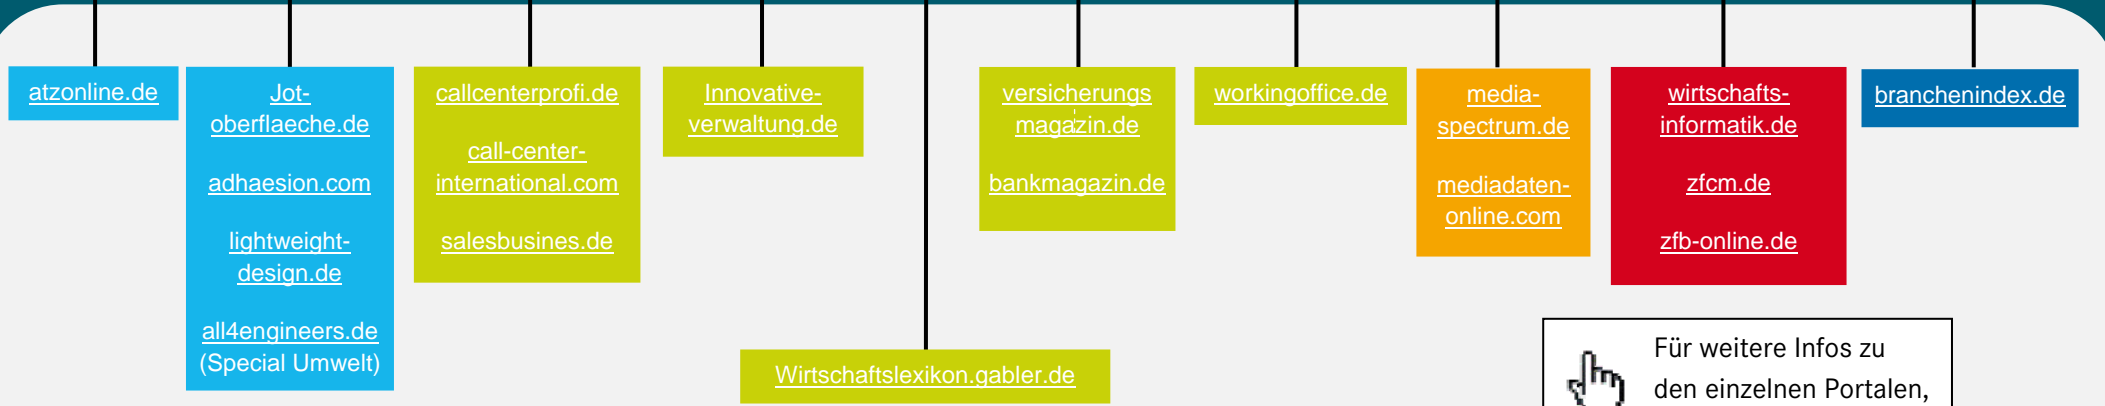 atzonline.de
Jot-
oberflaeche.de
adhaesion.com
lightweight-
design.de
all4engineers.de
(Special Umwelt)
callcenterprofi.de
call-center-
international.com
salesbusines.de
Innovative-
verwaltung.de
Wirtschaftslexikon.gabler.de
versicherungs
magazin.de
bankmagazin.de
workingoffice.de
media-
spectrum.de
mediadaten-
online.com
wirtschafts-
informatik.de
zfcm.de
zfb-online.de
branchenindex.de
Für weitere Infos zu
den einzelnen Portalen,